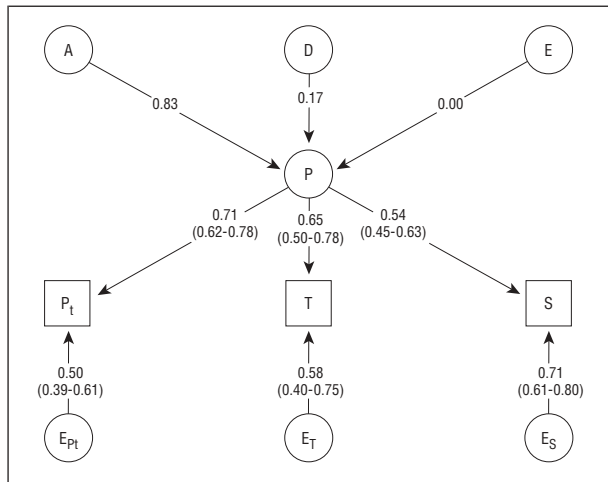 A
D
E
0.83
0.17
0.00
P
0.71
(0.62-0.78)
0.65
(0.50-0.78)
0.54
(0.45-0.63)
Pt
T
S
0.50
(0.39-0.61)
0.58
(0.40-0.75)
0.71
(0.61-0.80)
EPt
ET
ES